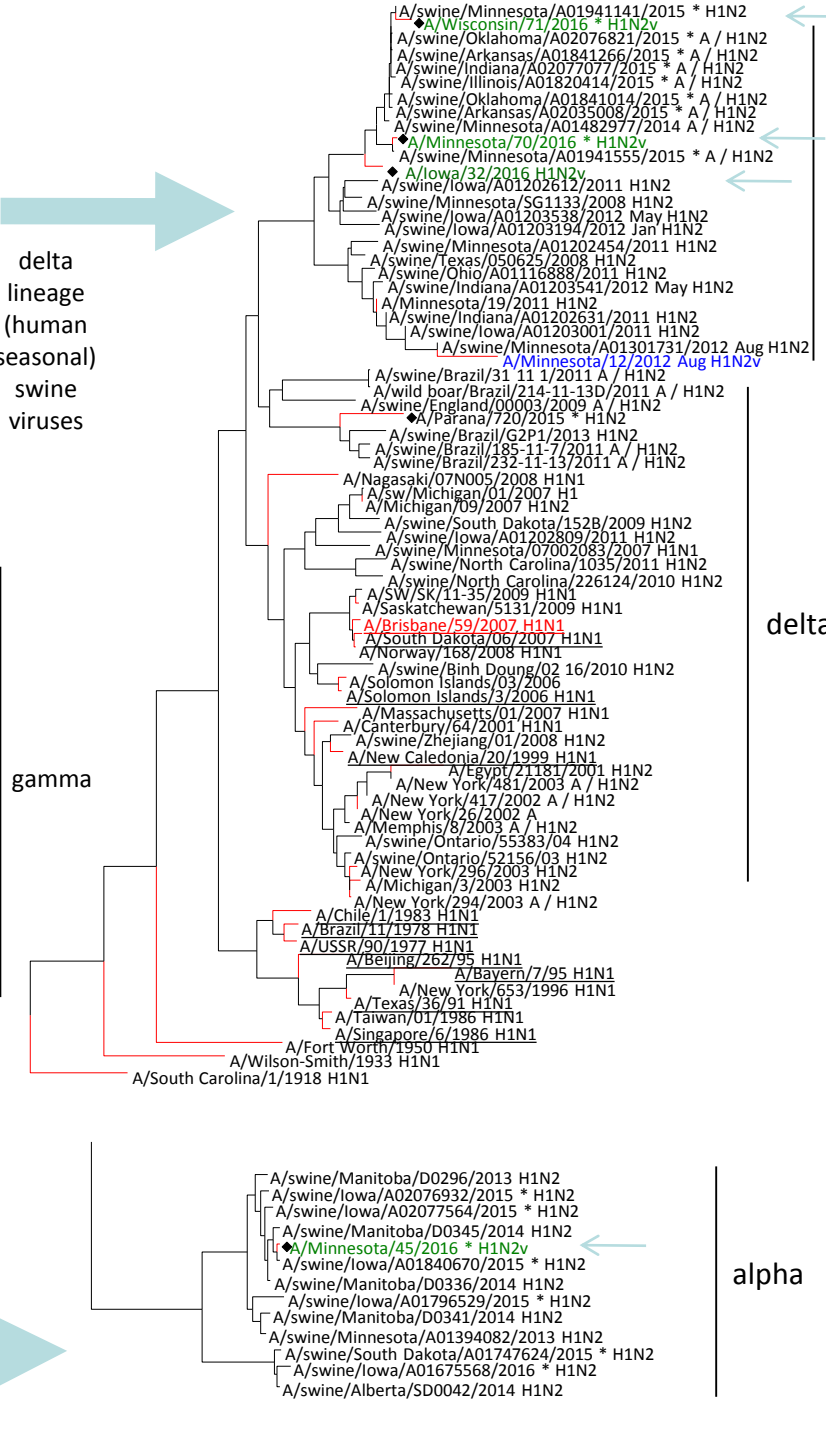 A/swine/Minnesota/A01941141/2015 * H1N2
A/Wisconsin/71/2016 * H1N2v
A/swine/Oklahoma/A02076821/2015 * A / H1N2
A/swine/Arkansas/A01841266/2015 * A / H1N2
A/swine/Indiana/A02077077/2015 * A / H1N2
A/swine/Illinois/A01820414/2015 * A / H1N2
A/swine/Oklahoma/A01841014/2015 * A / H1N2
A/swine/Arkansas/A02035008/2015 * A / H1N2
A/swine/Minnesota/A01482977/2014 A / H1N2
A/Minnesota/70/2016 * H1N2v
A/swine/Minnesota/A01941555/2015 * A / H1N2
A/Iowa/32/2016 H1N2v
A/swine/Iowa/A01202612/2011 H1N2
A/swine/Minnesota/SG1133/2008 H1N2
A/swine/Iowa/A01203538/2012 May H1N2
A/swine/Iowa/A01203194/2012 Jan H1N2
A/swine/Minnesota/A01202454/2011 H1N2
A/swine/Texas/050625/2008 H1N2
A/swine/Ohio/A01116888/2011 H1N2
A/swine/Indiana/A01203541/2012 May H1N2
A/Minnesota/19/2011 H1N2
A/swine/Indiana/A01202631/2011 H1N2
A/swine/Iowa/A01203001/2011 H1N2
A/swine/Minnesota/A01301731/2012 Aug H1N2
A/Minnesota/12/2012 Aug H1N2v
delta
lineage
(human
seasonal)
swine
viruses
A/swine/Brazil/31 11 1/2011 A / H1N2
A/wild boar/Brazil/214-11-13D/2011 A / H1N2
A/swine/England/00003/2009 A / H1N2
A/Parana/720/2015 * H1N2
A/swine/Brazil/G2P1/2013 H1N2
A/swine/Brazil/185-11-7/2011 A / H1N2
A/swine/Brazil/232-11-13/2011 A / H1N2
A/Nagasaki/07N005/2008 H1N1
A/sw/Michigan/01/2007 H1
A/Michigan/09/2007 H1N2
A/swine/South Dakota/152B/2009 H1N2
A/swine/Iowa/A01202809/2011 H1N2
A/swine/Minnesota/07002083/2007 H1N1
A/swine/North Carolina/1035/2011 H1N2
A/swine/North Carolina/226124/2010 H1N2
A/SW/SK/11-35/2009 H1N1
A/Saskatchewan/5131/2009 H1N1
A/Brisbane/59/2007 H1N1
A/South Dakota/06/2007 H1N1
A/Norway/168/2008 H1N1
A/swine/Binh Doung/02 16/2010 H1N2
A/Solomon Islands/03/2006
A/Solomon Islands/3/2006 H1N1
A/Massachusetts/01/2007 H1N1
A/Canterbury/64/2001 H1N1
A/swine/Zhejiang/01/2008 H1N2
A/New Caledonia/20/1999 H1N1
A/Egypt/21181/2001 H1N2
A/New York/481/2003 A / H1N2
A/New York/417/2002 A / H1N2
A/New York/26/2002 A
A/Memphis/8/2003 A / H1N2
A/swine/Ontario/55383/04 H1N2
A/swine/Ontario/52156/03 H1N2
A/New York/296/2003 H1N2
A/Michigan/3/2003 H1N2
A/New York/294/2003 A / H1N2
delta
gamma
A/Chile/1/1983 H1N1
A/Brazil/11/1978 H1N1
A/USSR/90/1977 H1N1
A/Beijing/262/95 H1N1
A/Bayern/7/95 H1N1
A/New York/653/1996 H1N1
A/Texas/36/91 H1N1
A/Taiwan/01/1986 H1N1
A/Singapore/6/1986 H1N1
A/Fort Worth/1950 H1N1
A/Wilson-Smith/1933 H1N1
A/South Carolina/1/1918 H1N1
A/swine/Manitoba/D0296/2013 H1N2
A/swine/Iowa/A02076932/2015 * H1N2
A/swine/Iowa/A02077564/2015 * H1N2
A/swine/Manitoba/D0345/2014 H1N2
A/Minnesota/45/2016 * H1N2v
A/swine/Iowa/A01840670/2015 * H1N2
A/swine/Manitoba/D0336/2014 H1N2
A/swine/Iowa/A01796529/2015 * H1N2
A/swine/Manitoba/D0341/2014 H1N2
A/swine/Minnesota/A01394082/2013 H1N2
A/swine/South Dakota/A01747624/2015 * H1N2
A/swine/Iowa/A01675568/2016 * H1N2
A/swine/Alberta/SD0042/2014 H1N2
alpha